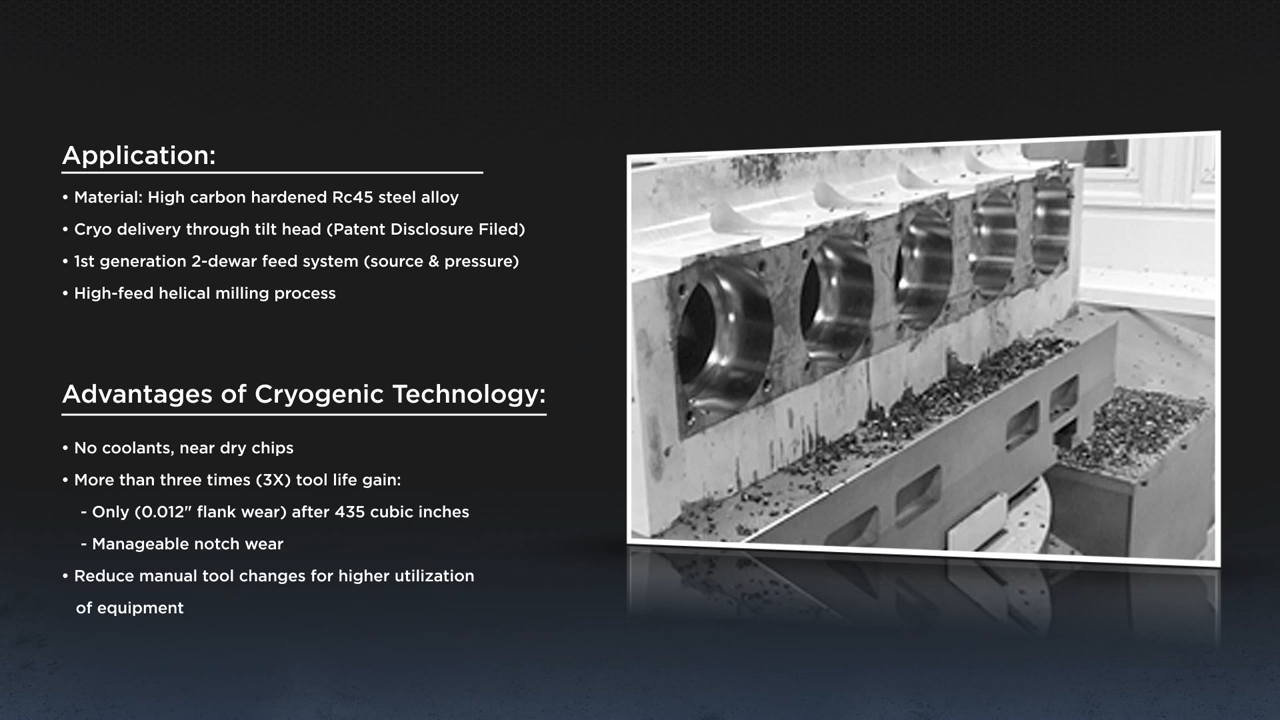 Application:
• Material: High carbon hardened Rc45 steel alloy
• Cryo delivery through tilt head (Patent Disclosure Filed)
• 1st generation 2-dewar feed system (source & pressure)
• High-feed helical milling process
Advantages of Cryogenic Technology:
• No coolants, near dry chips
• More than three times (3X) tool life gain:
- Only (0.012" flank wear) after 435 cubic inches
- Manageable notch wear
• Reduce manual tool changes for higher utilization
of equipment